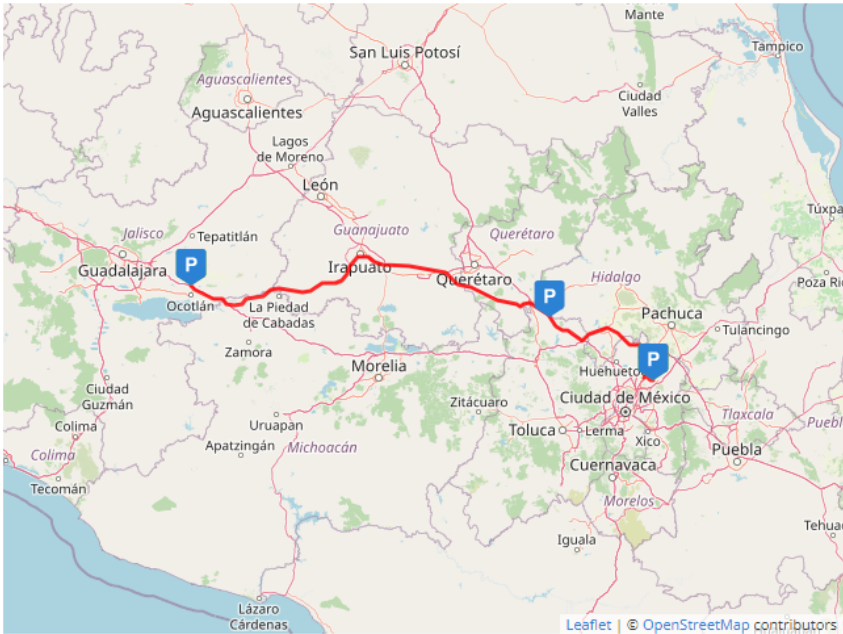 Mante
Tampico
San Luis Potosí
Aguascalientes
Aguascalientes
Ciudad
Valles
Lagos
de Moreno
León
Túxpa
Jalisco
Tepatitlán
Guanajuato
Querétaro
Guadalajara
P
Irapuato
Querétaro
Hidalgo
Poza Ric
Ocotlán
P
La Piedad
de Cabadas
Pachuca
Tulancingo
Zamora
P
Morelia
Huehueto
Ciudad
Guzmán
Zitácuaro
Ciudad de México
Uruapan
Tlaxcala
Colima
Toluca
Lerma
Xico
Puebl
Apatzingán
Michoacán
Puebla
Colima
Cuernavaca
Tecomán
Morelos
Iguala
Tehuac
Lázaro
Cárdenas
Leaflet | © OpenStreetMap contributors